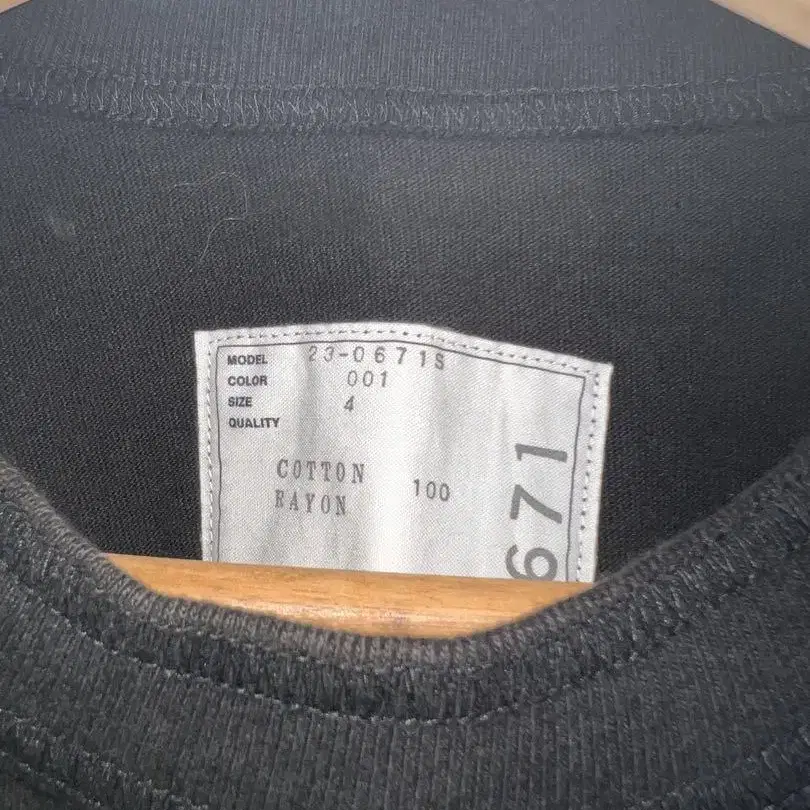 MODEL 23-0671S
COLOR 001
SIZE 4
QUALITY
COTTON 100
RAYON
671